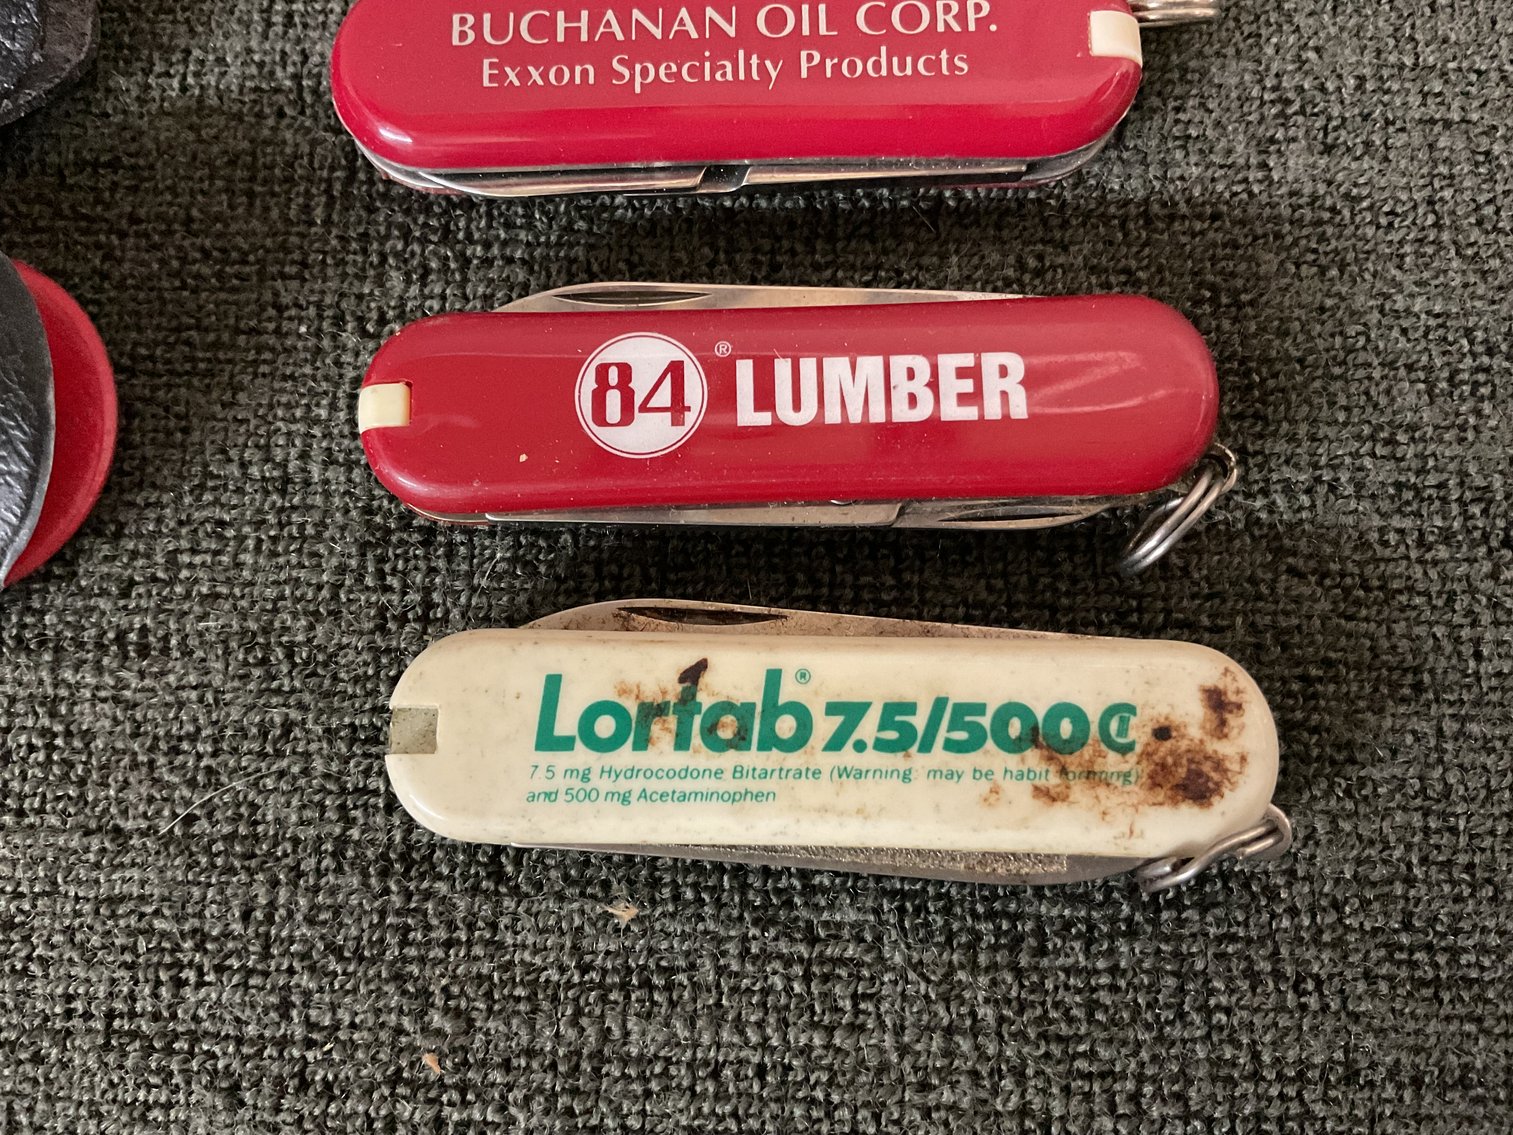 BUCHANAN OIL CORP.
Exxon Specialty Products
84® LUMBER
Lortab® 7.5/500 CIII
7.5 mg Hydrocodone Bitartrate (Warning: may be habit forming)
and 500 mg Acetaminophen